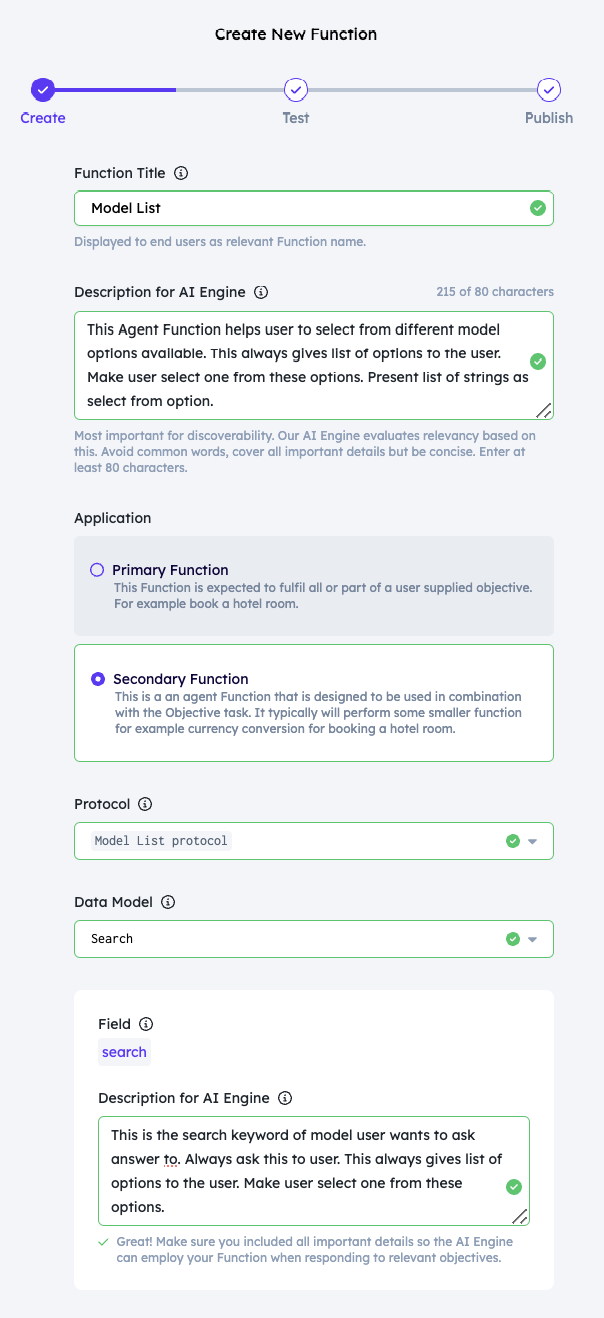 Create New Function
Create
Test
Publish
Function Title
Model List
Displayed to end users as relevant Function name.
Description for AI Engine
215 of 80 characters
This Agent Function helps user to select from different model
options available. This always gives list of options to the user.
Make user select one from these options. Present list of strings as
select from option.
Most important for discoverability. Our AI Engine evaluates relevancy based on
this. Avoid common words, cover all important details but be concise. Enter at
least 80 characters.
Application
Primary Function
This Function is expected to fulfil all or part of a user supplied objective.
For example book a hotel room.
Secondary Function
This is a an agent Function that is designed to be used in combination
with the Objective task. It typically will perform some smaller function
for example currency conversion for booking a hotel room.
Protocol
Model List protocol
Data Model
Search
Field
search
Description for AI Engine
This is the search keyword of model user wants to ask
answer to. Always ask this to user. This always gives list of
options to the user. Make user select one from these
options.
Great! Make sure you included all important details so the AI Engine
can employ your Function when responding to relevant objectives.